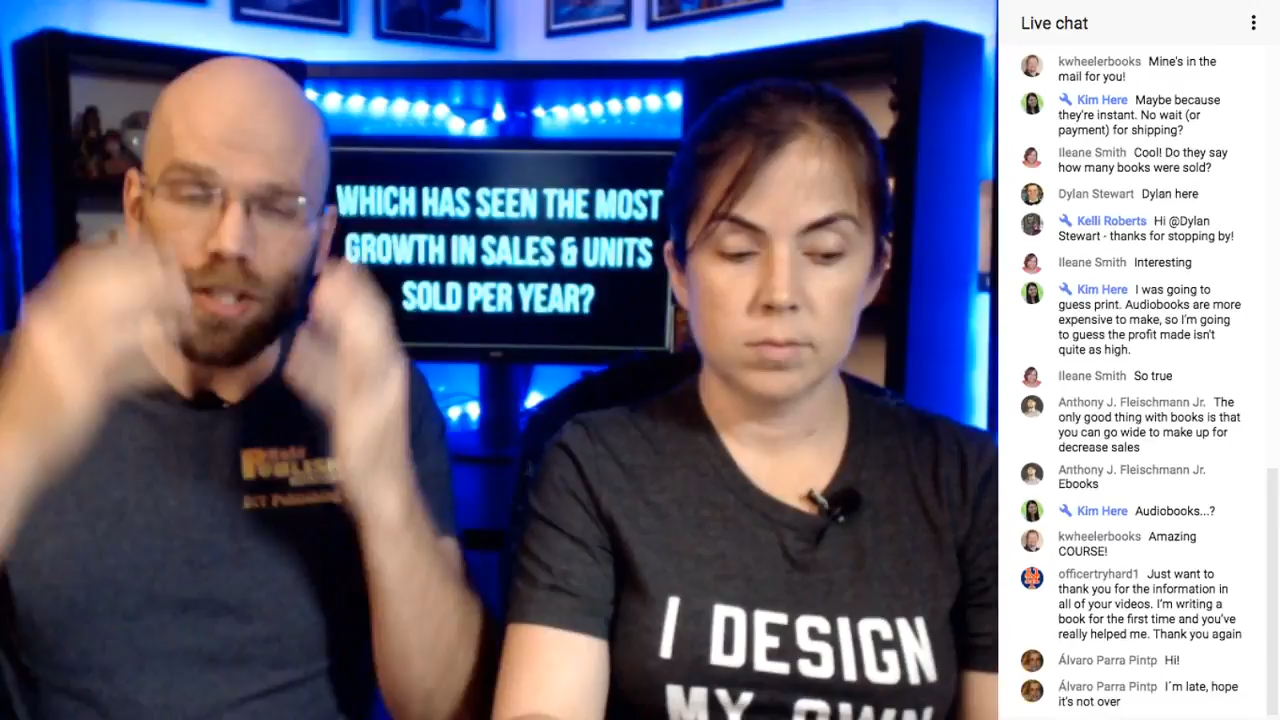 WHICH HAS SEEN THE MOST
GROWTH IN SALES & UNITS
SOLD PER YEAR?
I DESIGN
MY OWN
Live chat
kwheelerbooks Mine's in the
mail for you!
Kim Here Maybe because
they're instant. No wait (or
payment) for shipping?
Ileane Smith Cool! Do they say
how many books were sold?
Dylan Stewart Dylan here
Kelli Roberts Hi @Dylan
Stewart - thanks for stopping by!
Ileane Smith Interesting
Kim Here I was going to
guess print. Audiobooks are more
expensive to make, so I'm going
to guess the profit made isn't
quite as high.
Ileane Smith So true
Anthony J. Fleischmann Jr. The
only good thing with books is that
you can go wide to make up for
decrease sales
Anthony J. Fleischmann Jr.
Ebooks
Kim Here Audiobooks...?
kwheelerbooks Amazing
COURSE!
officertryhard1 Just want to
thank you for the information in
all of your videos. I'm writing a
book for the first time and you've
really helped me. Thank you again
Álvaro Parra Pintp Hi!
Álvaro Parra Pintp I´m late, hope
it's not over